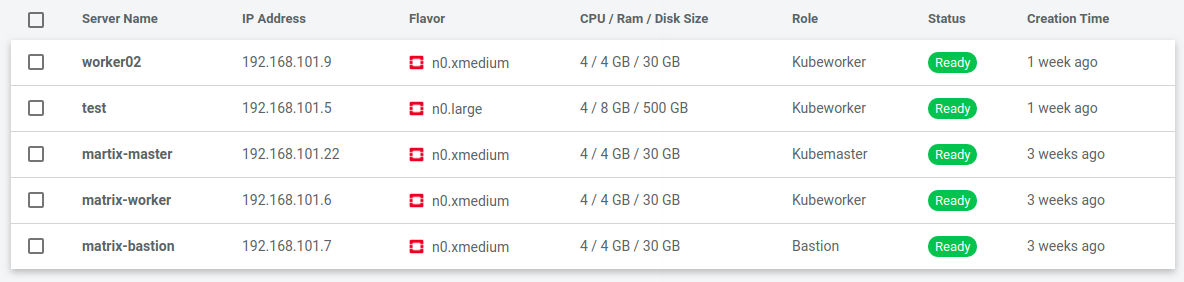 Server Name IP Address Flavor CPU / Ram / Disk Size Role Status Creation Time
worker02 192.168.101.9 n0.xmedium 4 / 4 GB / 30 GB Kubeworker Ready 1 week ago
test 192.168.101.5 n0.large 4 / 8 GB / 500 GB Kubeworker Ready 1 week ago
martix-master 192.168.101.22 n0.xmedium 4 / 4 GB / 30 GB Kubemaster Ready 3 weeks ago
matrix-worker 192.168.101.6 n0.xmedium 4 / 4 GB / 30 GB Kubeworker Ready 3 weeks ago
matrix-bastion 192.168.101.7 n0.xmedium 4 / 4 GB / 30 GB Bastion Ready 3 weeks ago